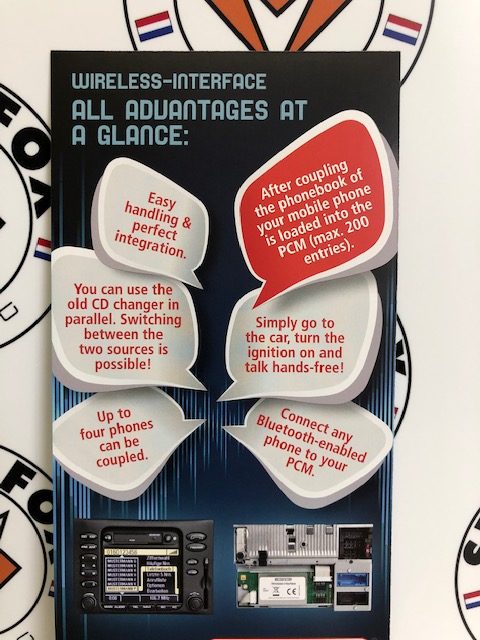 WIRELESS-INTERFACE
ALL ADVANTAGES AT
A GLANCE:
Easy
handling &
perfect
integration.
After coupling
the phonebook of
your mobile phone
is loaded into the
PCM (max. 200
entries).
You can use the
old CD changer in
parallel. Switching
between the
two sources is
possible!
Simply go to
the car, turn the
ignition on and
talk hands-free!
Up to
four phones
can be
coupled.
Connect any
Bluetooth-enabled
phone to your
PCM.